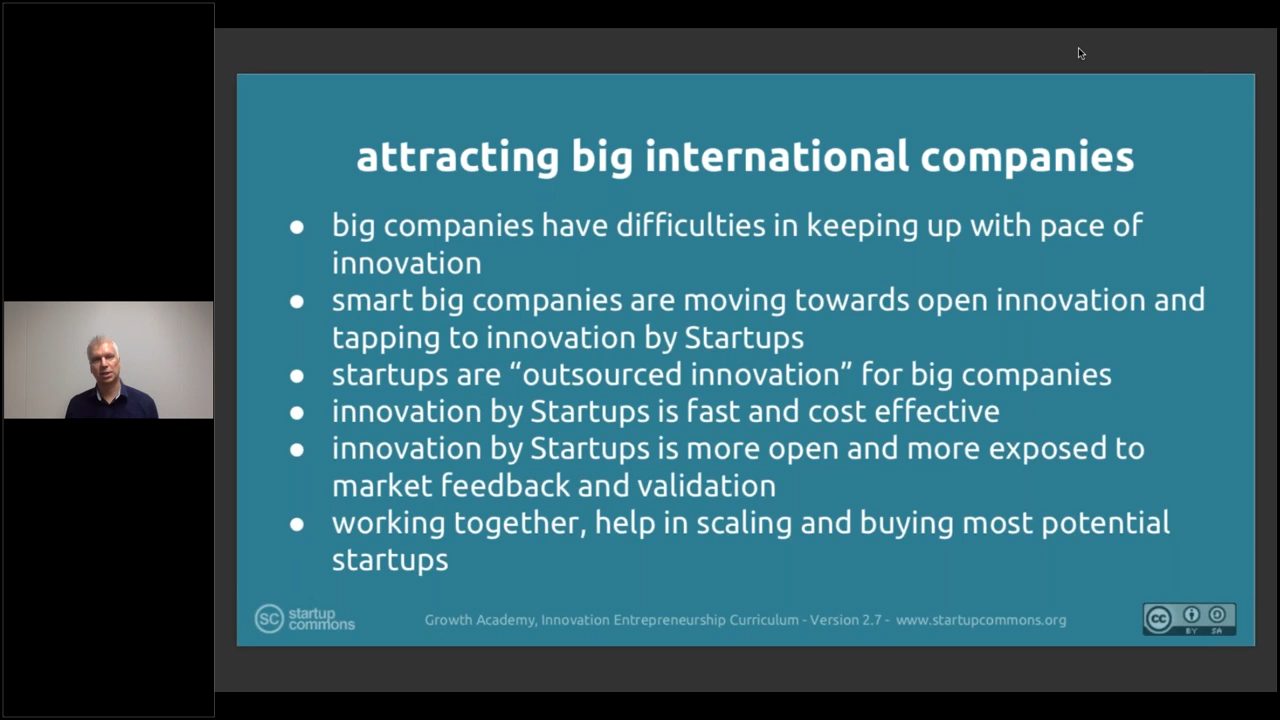 attracting big international companies
● big companies have difficulties in keeping up with pace of
innovation
● smart big companies are moving towards open innovation and
tapping to innovation by Startups
● startups are “outsourced innovation” for big companies
● innovation by Startups is fast and cost effective
● innovation by Startups is more open and more exposed to
market feedback and validation
● working together, help in scaling and buying most potential
startups
SC startup
commons
Growth Academy, Innovation Entrepreneurship Curriculum - Version 2.7 - www.startupcommons.org
cc
BY SA